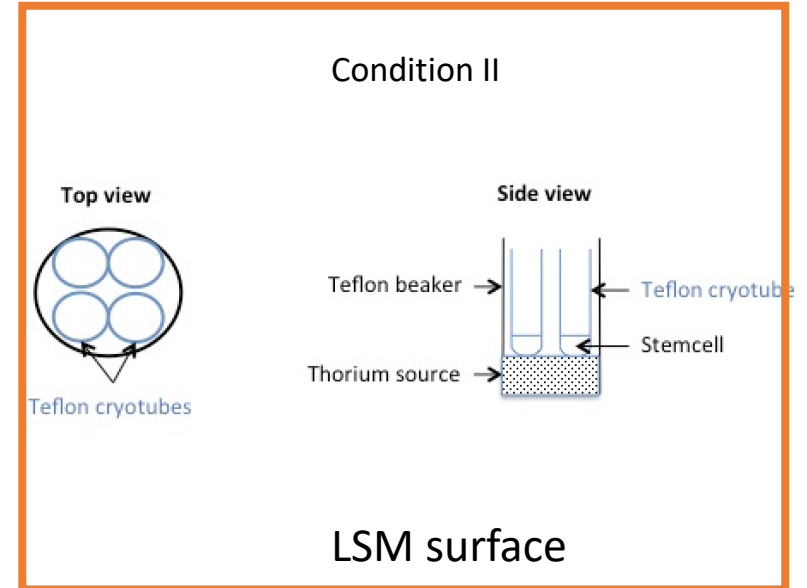 Condition II
Top view
Side view
Teflon beaker
Teflon cryotube
Stemcell
Thorium source
Teflon cryotubes
LSM surface